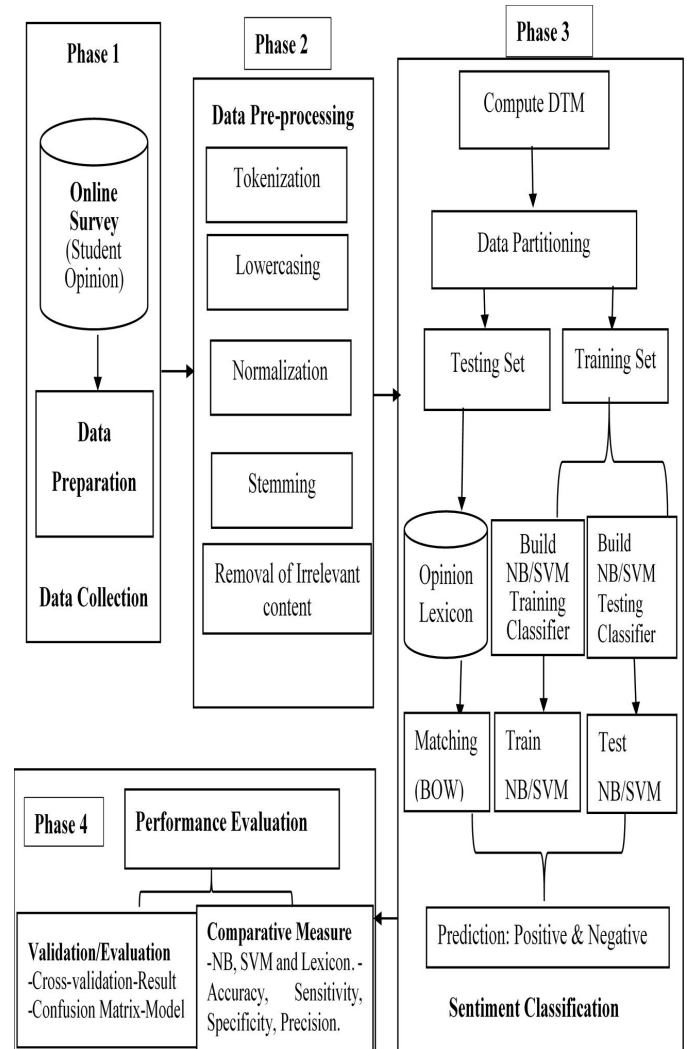 Phase 1
Online
Survey
(Student
Opinion)
Data
Preparation
Data Collection
Phase 2
Data Pre-processing
Tokenization
Lowercasing
Normalization
Stemming
Removal of Irrelevant
content
Phase 3
Compute DTM
Data Partitioning
Testing Set
Training Set
Opinion
Lexicon
Build
NB/SVM
Training
Classifier
Build
NB/SVM
Testing
Classifier
Matching
(BOW)
Train
NB/SVM
Test
NB/SVM
Prediction: Positive & Negative
Sentiment Classification
Phase 4
Performance Evaluation
Validation/Evaluation
-Cross-validation-Result
-Confusion Matrix-Model
Comparative Measure
-NB, SVM and Lexicon. -
Accuracy, Sensitivity,
Specificity, Precision.